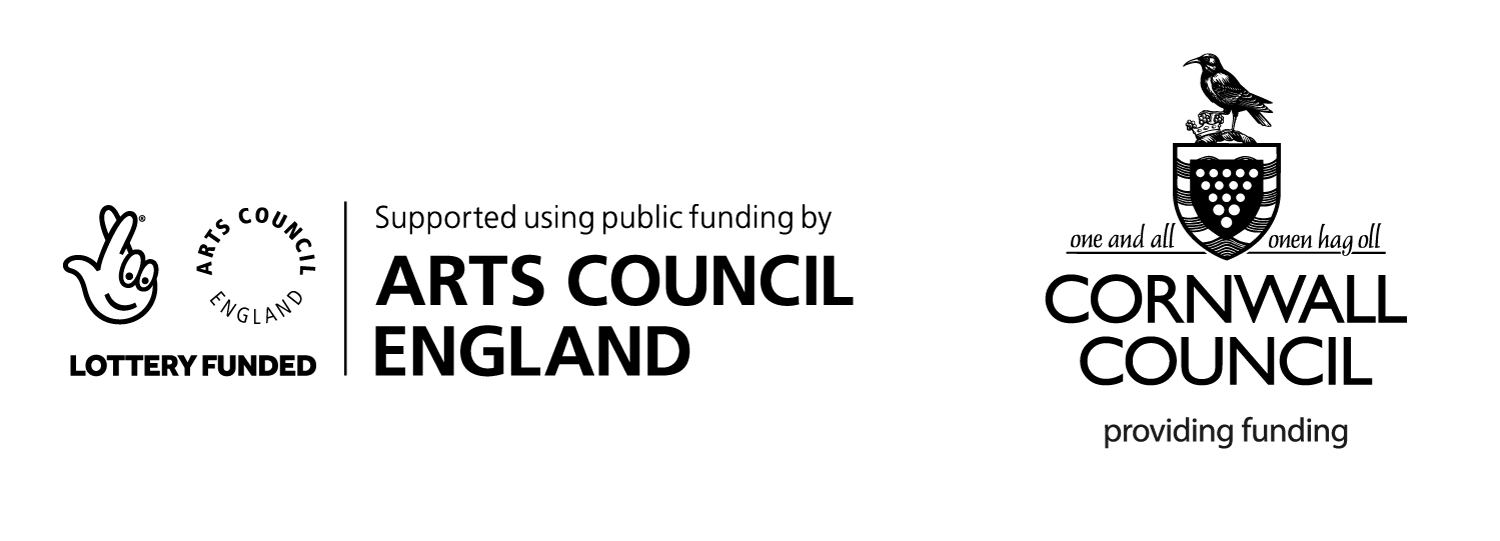 ARTS COUNCIL
ENGLAND
LOTTERY FUNDED
Supported using public funding by
ARTS COUNCIL
ENGLAND
one and all onen hag oll
CORNWALL
COUNCIL
providing funding